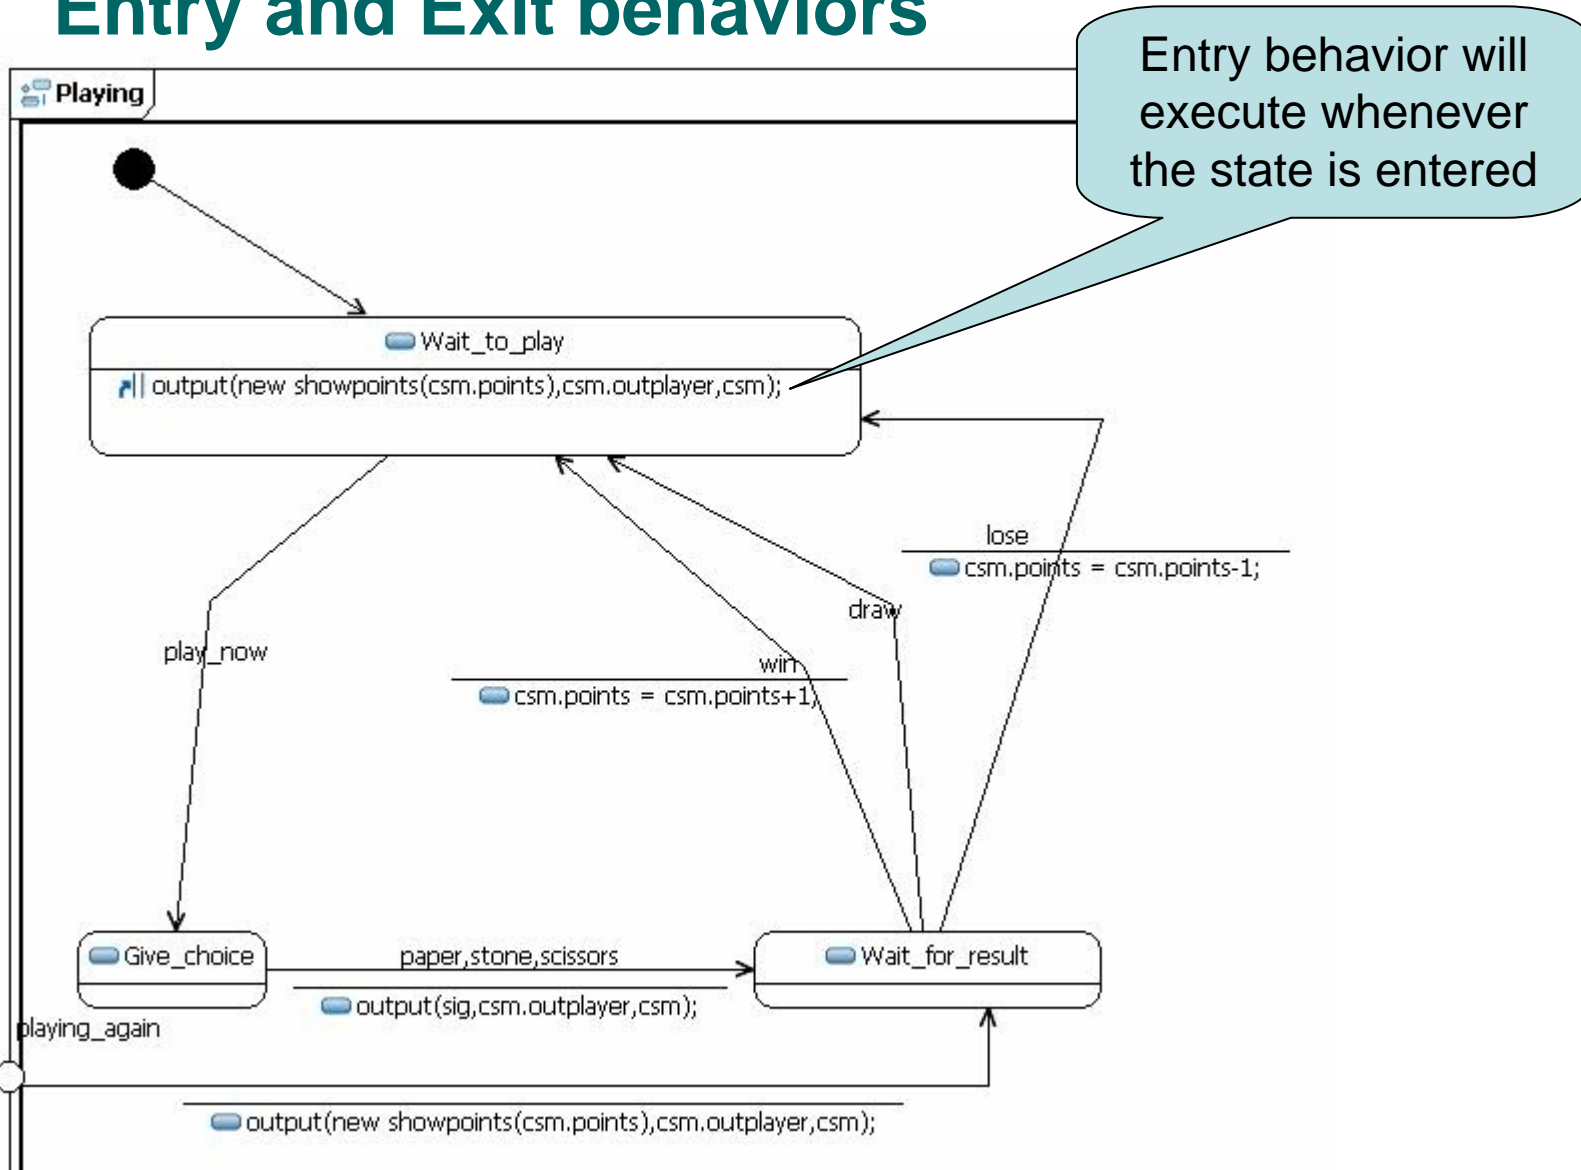 Entry and Exit behaviors
Entry behavior will
execute whenever
the state is entered
Playing
Wait_to_play
output(new showpoints(csm.points),csm.outplayer,csm);
lose
csm.points = csm.points-1;
draw
play_now
win
csm.points = csm.points+1;
Give_choice
paper,stone,scissors
Wait_for_result
output(sig,csm.outplayer,csm);
playing_again
output(new showpoints(csm.points),csm.outplayer,csm);